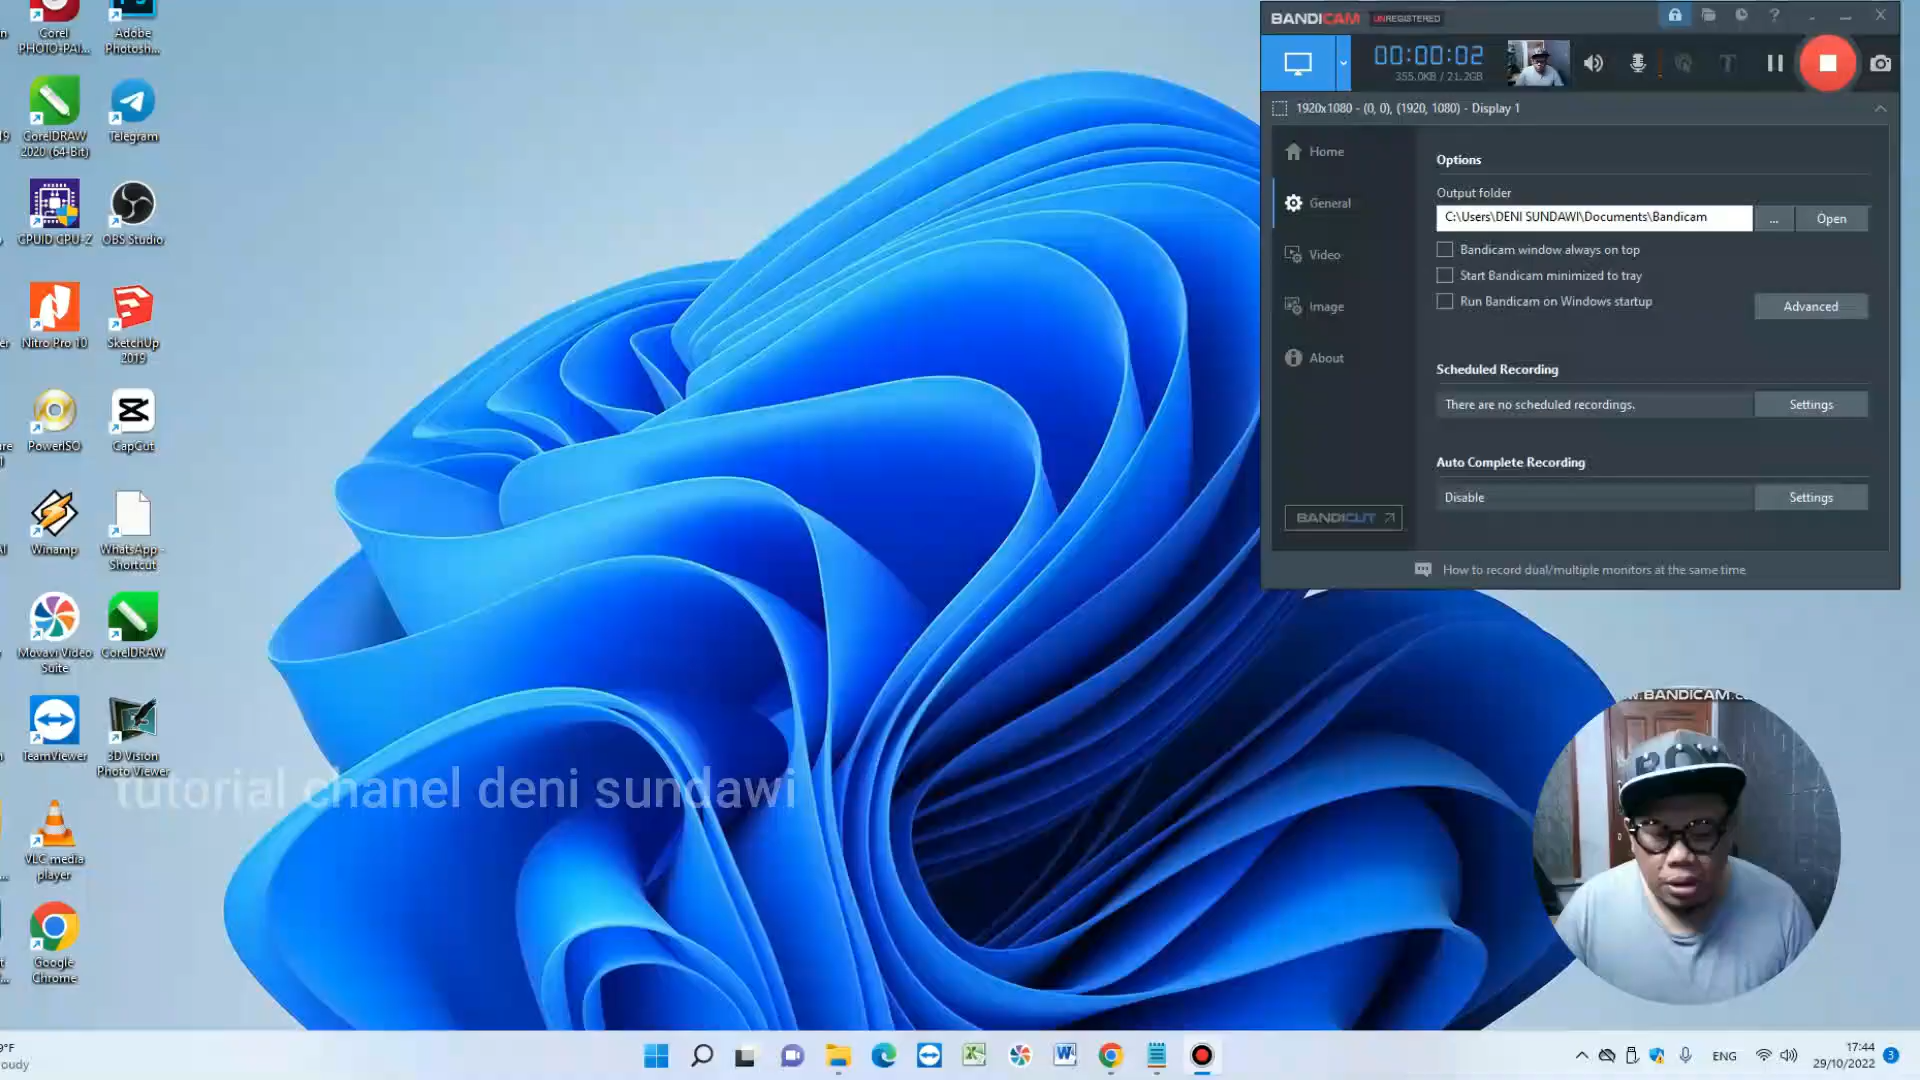 Corel
PHOTO-PAI...
Adobe
Photosh...
CorelDRAW
2020 (64-Bit)
Telegram
CPUID CPU-Z
OBS Studio
Nitro Pro 10
SketchUp
2019
PowerISO
CapCut
Winamp
WhatsApp -
Shortcut
Movavi Video
Suite
CorelDRAW
TeamViewer
3D Vision
Photo Viewer
VLC media
player
Google
Chrome
tutorial chanel deni sundawi
BANDICAM UNREGISTERED
00:00:02
355.0KB / 21.2GB
1920x1080 - (0, 0), (1920, 1080) - Display 1
Home
General
Video
Image
About
BANDICUT
Options
Output folder
C:\Users\DENI SUNDAWI\Documents\Bandicam
...
Open
Bandicam window always on top
Start Bandicam minimized to tray
Run Bandicam on Windows startup
Advanced
Scheduled Recording
There are no scheduled recordings.
Settings
Auto Complete Recording
Disable
Settings
How to record dual/multiple monitors at the same time
ENG
17:44
29/10/2022
3